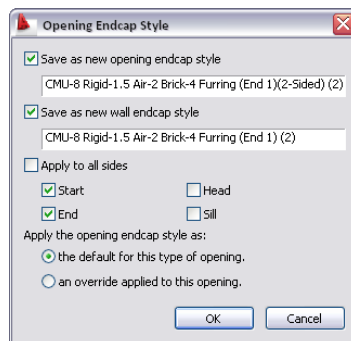 Opening Endcap Style
Save as new opening endcap style
CMU-8 Rigid-1.5 Air-2 Brick-4 Furring (End 1)(2-Sided) (2)
Save as new wall endcap style
CMU-8 Rigid-1.5 Air-2 Brick-4 Furring (End 1) (2)
Apply to all sides
Start Head
End Sill
Apply the opening endcap style as:
the default for this type of opening.
an override applied to this opening.
OK Cancel